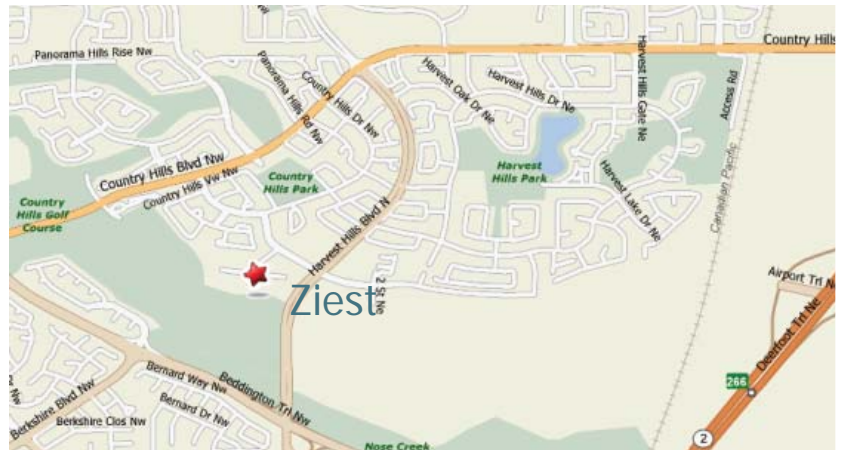 Panorama Hills Rise Nw
Panorama Hills Rd Nw
Country Hills Dr Nw
Country Hills
Harvest Oak Dr Ne
Harvest Hills Dr Ne
Harvest Hills Gate Ne
Access Rd
Country Hills Blvd Nw
Country Hills Vw Nw
Country
Hills Park
Harvest
Hills Park
Country
Hills Golf
Course
Harvest Lake Dr Ne
Canadian Pacific
Harvest Hills Blvd N
2 St Ne
Ziest
Airport Trl N
Deerfoot Trl Ne
266
2
Bernard Way Nw
Beddington Trl Nw
Bernard Dr Nw
Berkshire Blvd Nw
Berkshire Clos Nw
Nose Creek